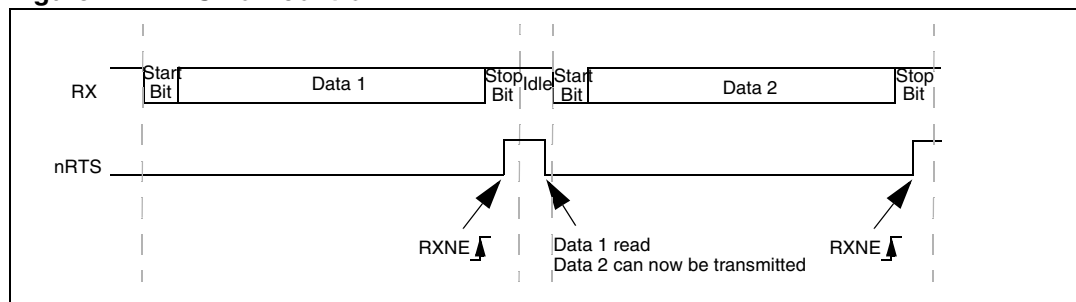 RX
Start
Bit
Data 1
Stop
Bit
Idle
Start
Bit
Data 2
Stop
Bit
nRTS
RXNE
Data 1 read
Data 2 can now be transmitted
RXNE